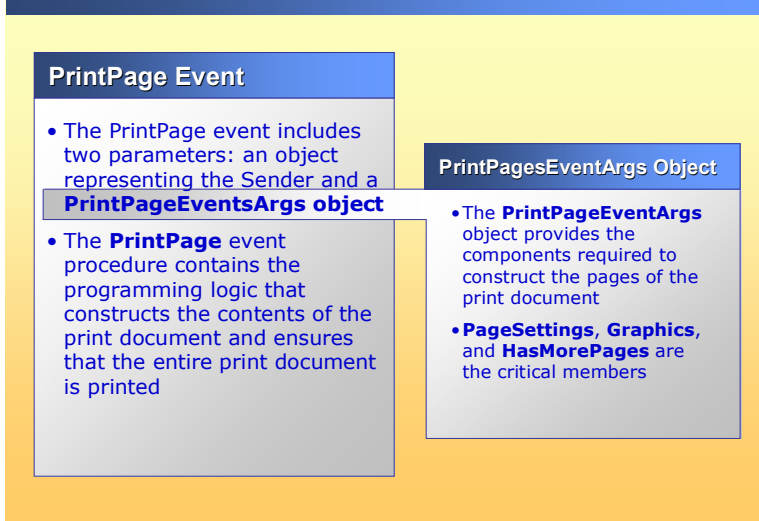 PrintPage Event
• The PrintPage event includes
two parameters: an object
representing the Sender and a
PrintPageEventsArgs object
• The PrintPage event
procedure contains the
programming logic that
constructs the contents of the
print document and ensures
that the entire print document
is printed
PrintPagesEventArgs Object
• The PrintPageEventArgs
object provides the
components required to
construct the pages of the
print document
• PageSettings, Graphics,
and HasMorePages are
the critical members